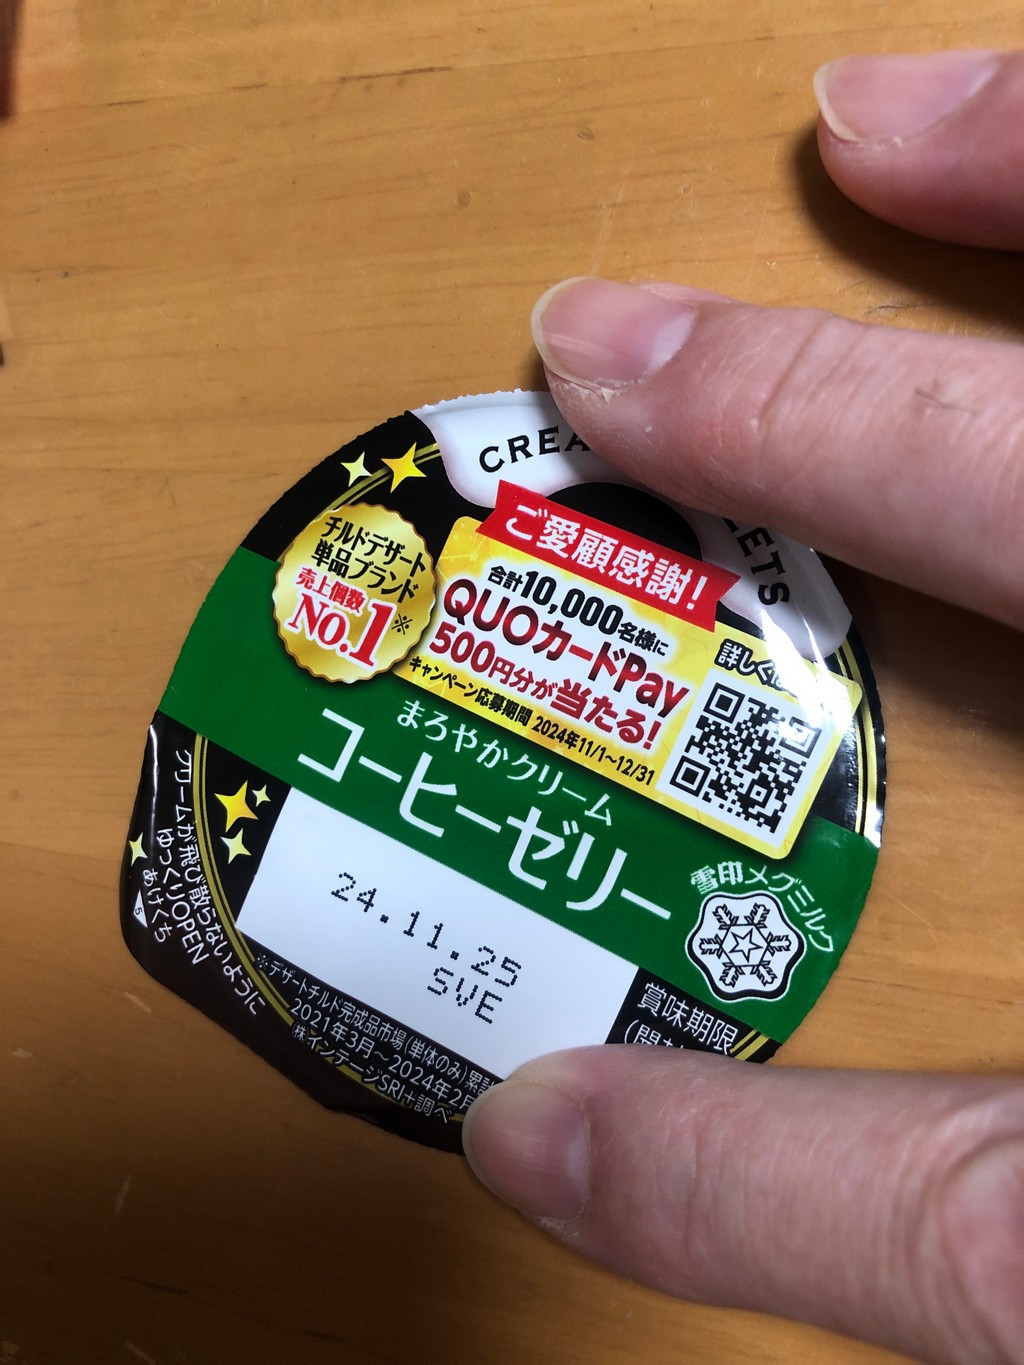 CREA
LETS
ご愛顧感謝!
チルドデザート
単品ブランド
売上個数
No.1※
合計10,000名様に
QUOカードPay
500円分が当たる!
キャンペーン応募期間 2024年11/1~12/31
詳しくは
まろやかクリーム
コーヒーゼリー
雪印メグミルク
24.11.25
SVE
賞味期限
クリームが飛び散らないように
ゆっくりOPEN
あけくち
※デザートチルド完成品市場(単体のみ)累計
2021年3月~2024年2月
㈱インテージSRI+調べ